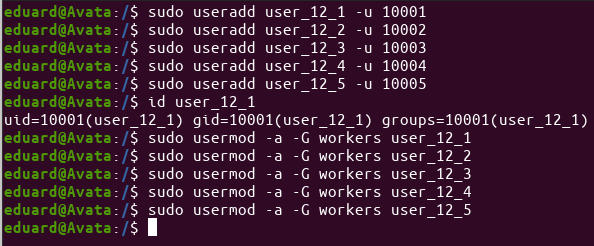 eduard@Avata:/$ sudo useradd user_12_1 -u 10001
eduard@Avata:/$ sudo useradd user_12_2 -u 10002
eduard@Avata:/$ sudo useradd user_12_3 -u 10003
eduard@Avata:/$ sudo useradd user_12_4 -u 10004
eduard@Avata:/$ sudo useradd user_12_5 -u 10005
eduard@Avata:/$ id user_12_1
uid=10001(user_12_1) gid=10001(user_12_1) groups=10001(user_12_1)
eduard@Avata:/$ sudo usermod -a -G workers user_12_1
eduard@Avata:/$ sudo usermod -a -G workers user_12_2
eduard@Avata:/$ sudo usermod -a -G workers user_12_3
eduard@Avata:/$ sudo usermod -a -G workers user_12_4
eduard@Avata:/$ sudo usermod -a -G workers user_12_5
eduard@Avata:/$